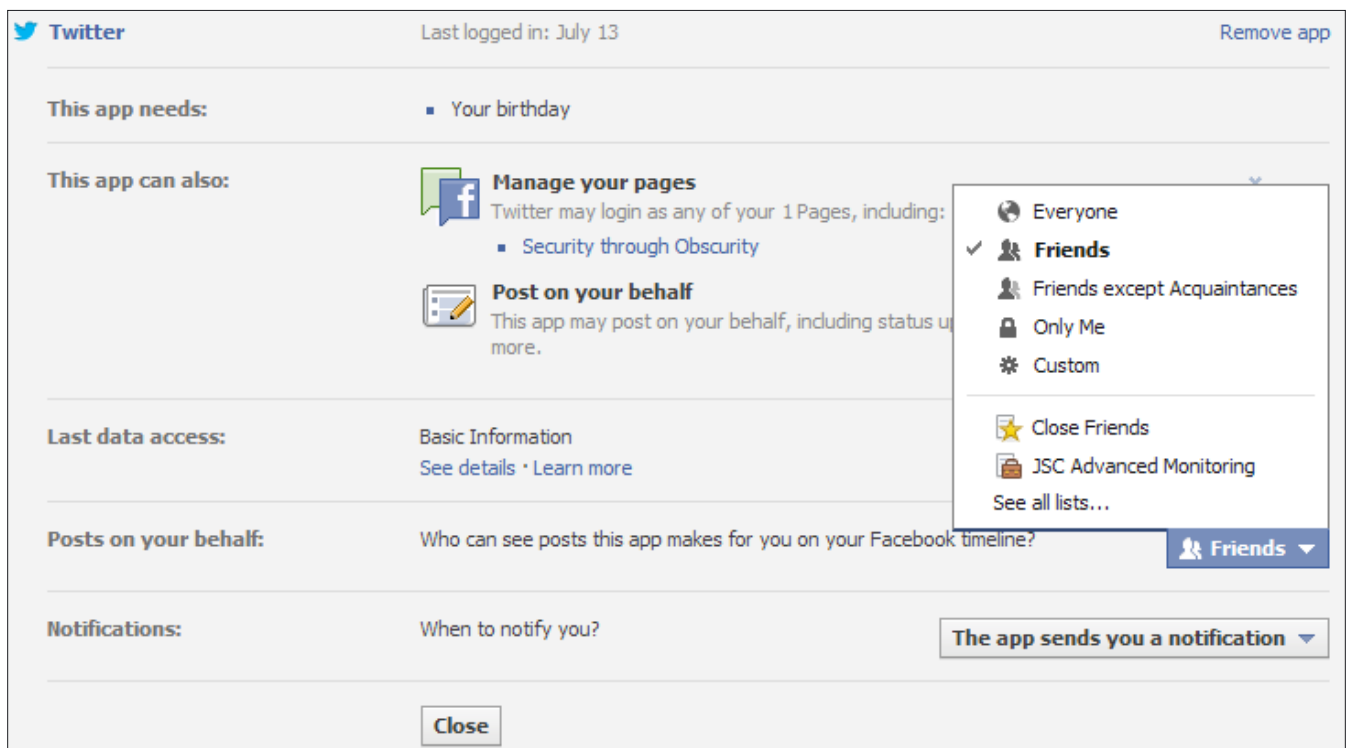 Twitter Last logged in: July 13 Remove app
This app needs: Your birthday
This app can also: Manage your pages
Twitter may login as any of your 1 Pages, including:
Security through Obscurity
Post on your behalf
This app may post on your behalf, including status
more.
Everyone
Friends
Friends except Acquaintances
Only Me
Custom
Close Friends
JSC Advanced Monitoring
See all lists...
Last data access: Basic Information
See details · Learn more
Posts on your behalf: Who can see posts this app makes for you on your Facebook timeline? Friends
Notifications: When to notify you? The app sends you a notification
Close